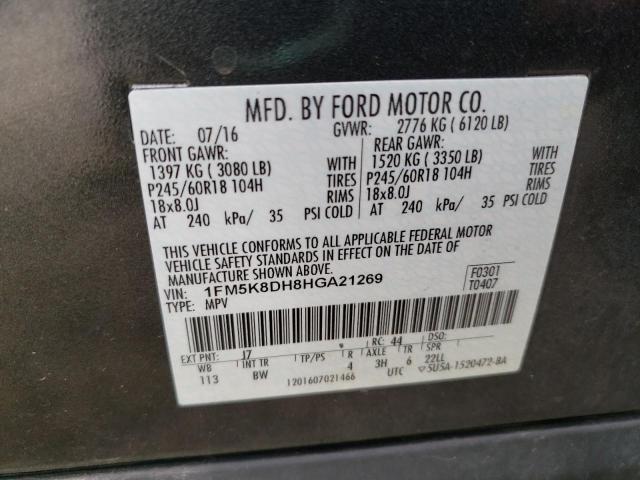 MFD. BY FORD MOTOR CO.
DATE: 07/16 GVWR: 2776 KG ( 6120 LB)
FRONT GAWR: REAR GAWR:
1397 KG ( 3080 LB) WITH 1520 KG ( 3350 LB) WITH
P245/60R18 104H TIRES P245/60R18 104H TIRES
18x8.0J RIMS 18x8.0J RIMS
AT 240 kPa/ 35 PSI COLD AT 240 kPa/ 35 PSI COLD
THIS VEHICLE CONFORMS TO ALL APPLICABLE FEDERAL MOTOR
VEHICLE SAFETY STANDARDS IN EFFECT ON THE DATE OF
MANUFACTURE SHOWN ABOVE.
VIN: 1FM5K8DH8HGA21269 F0301
TYPE: MPV T0407
EXT PNT: J7 RC: 44 DSO:
WB INT TR TP/PS R AXLE TR SPR
113 BW 4 3H 6 22LL
1201607021466 UTC ▽5U5A-1520472-BA